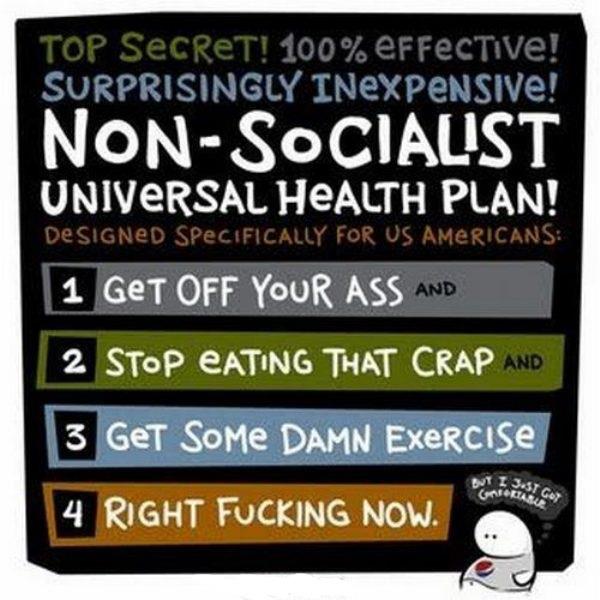 TOP SECRET! 100% EFFECTIVE!
SURPRISINGLY INEXPENSIVE!
NON-SOCIALIST
UNIVERSAL HEALTH PLAN!
DESIGNED SPECIFICALLY FOR US AMERICANS:
1 GET OFF YOUR ASS AND
2 STOP EATING THAT CRAP AND
3 GET SOME DAMN EXERCISE
4 RIGHT FUCKING NOW.
BUT I JUST GOT
COMFORTABLE